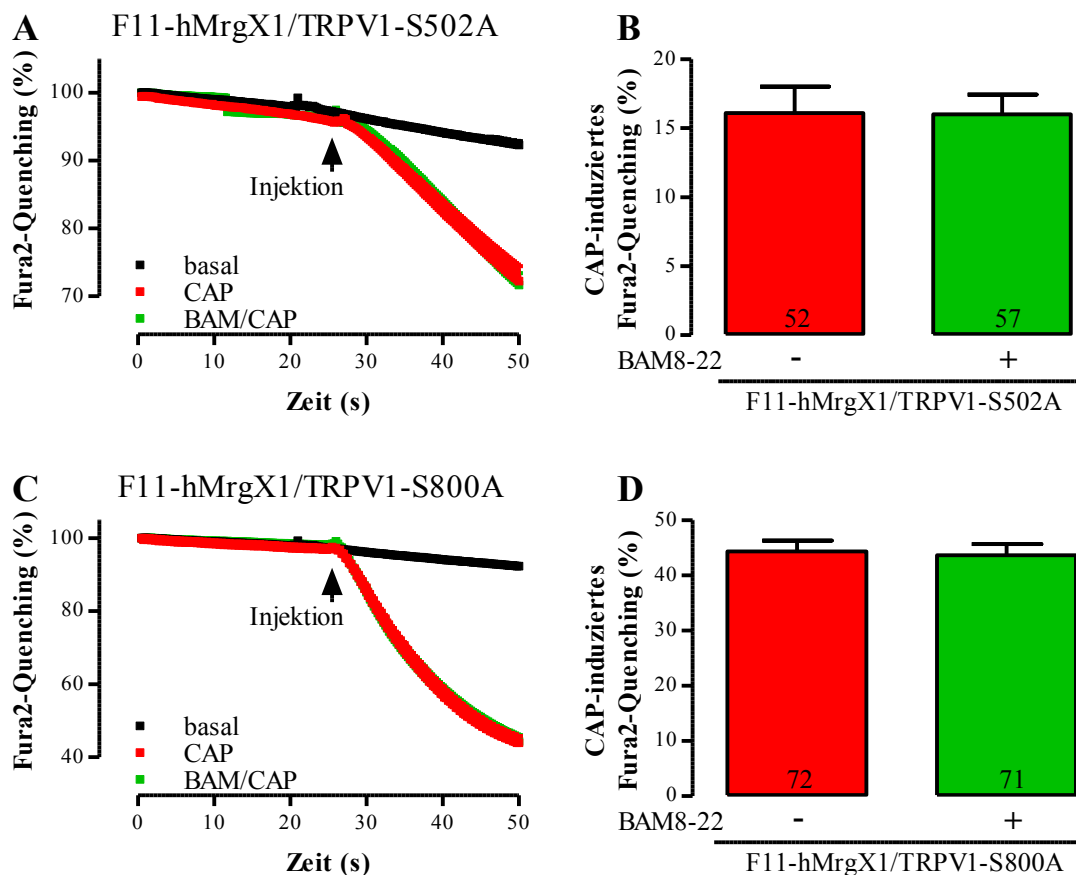 A
F11-hMrgX1/TRPV1-S502A
Fura2-Quenching (%)
100
90
80
70
Injektion
basal
CAP
BAM/CAP
0 10 20 30 40 50
Zeit (s)
B
CAP-induziertes
Fura2-Quenching (%)
20
15
10
5
0
52 57
BAM8-22 - +
F11-hMrgX1/TRPV1-S502A
C
F11-hMrgX1/TRPV1-S800A
Fura2-Quenching (%)
100
80
60
40
Injektion
basal
CAP
BAM/CAP
0 10 20 30 40 50
Zeit (s)
D
CAP-induziertes
Fura2-Quenching (%)
50
40
30
20
10
0
72 71
BAM8-22 - +
F11-hMrgX1/TRPV1-S800A